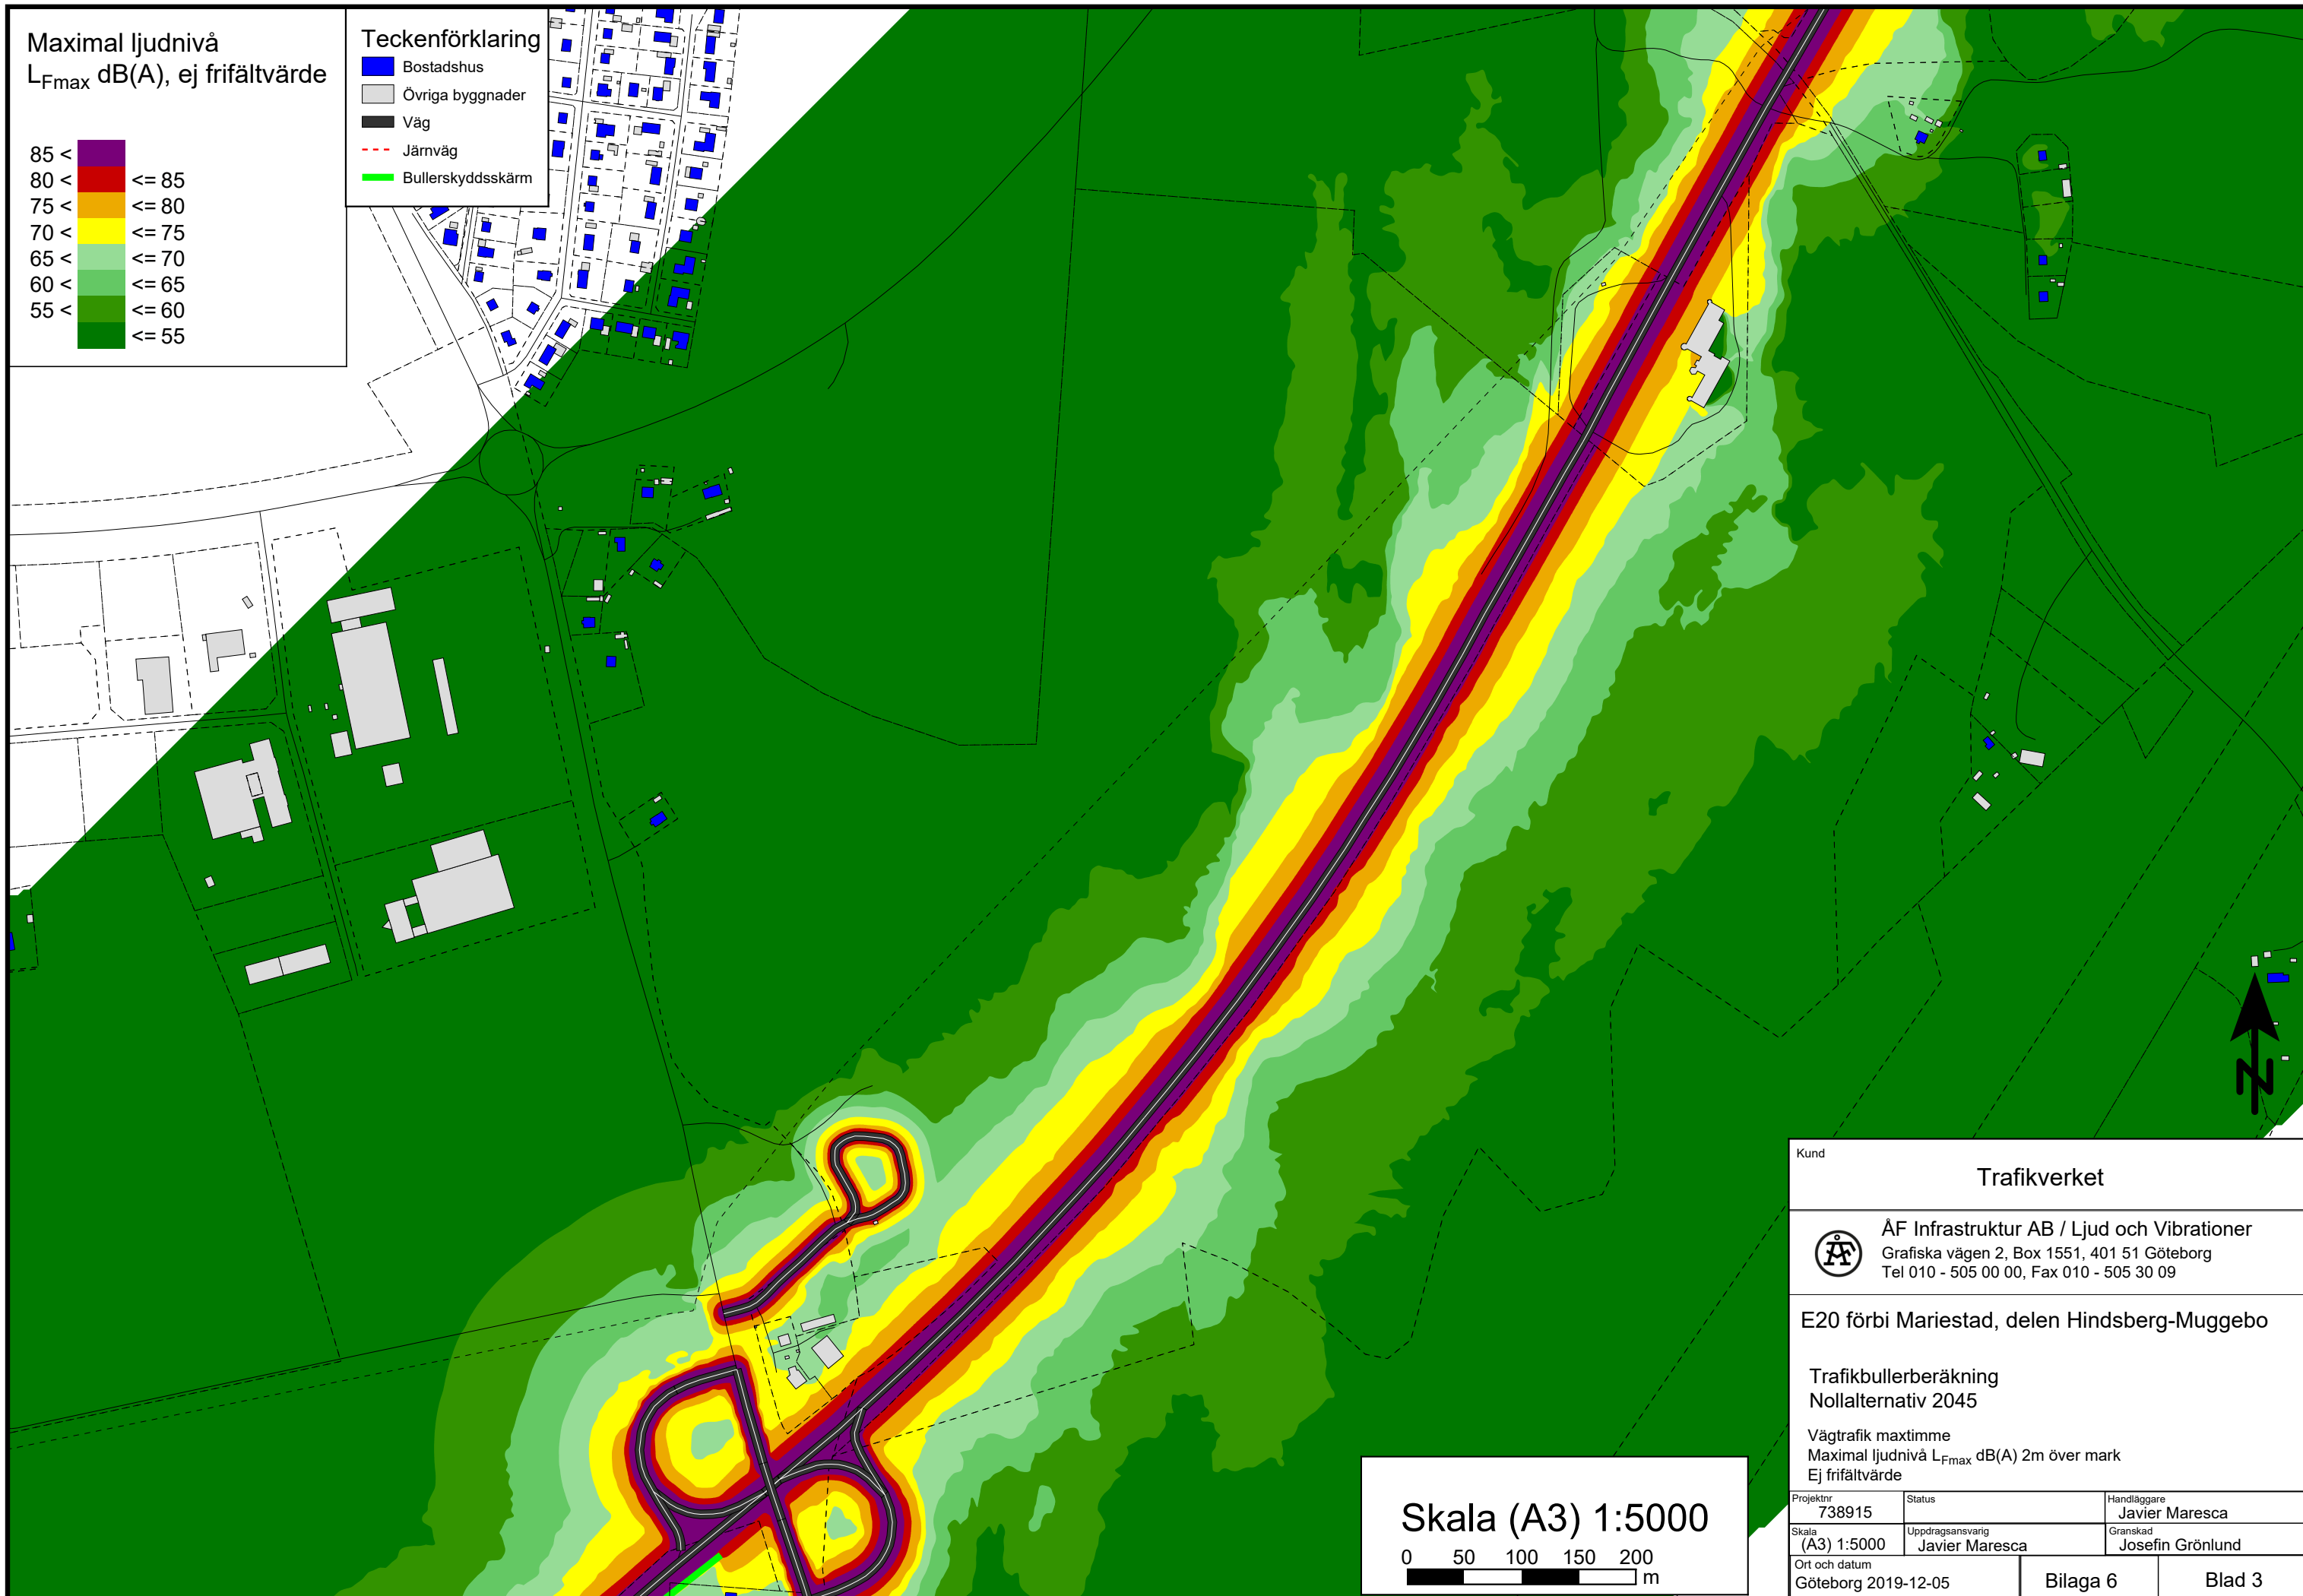 Maximal ljudnivå
LFmax dB(A), ej frifältvärde
85 <
80 < <= 85
75 < <= 80
70 < <= 75
65 < <= 70
60 < <= 65
55 < <= 60
<= 55
Teckenförklaring
Bostadshus
Övriga byggnader
Väg
Järnväg
Bullerskyddsskärm
N
Skala (A3) 1:5000
0 50 100 150 200
m
Kund
Trafikverket
ÅF
ÅF Infrastruktur AB / Ljud och Vibrationer
Grafiska vägen 2, Box 1551, 401 51 Göteborg
Tel 010 - 505 00 00, Fax 010 - 505 30 09
E20 förbi Mariestad, delen Hindsberg-Muggebo
Trafikbullerberäkning
Nollalternativ 2045
Vägtrafik maxtimme
Maximal ljudnivå LFmax dB(A) 2m över mark
Ej frifältvärde
Projektnr
738915
Status
Handläggare
Javier Maresca
Skala
(A3) 1:5000
Uppdragsansvarig
Javier Maresca
Granskad
Josefin Grönlund
Ort och datum
Göteborg 2019-12-05
Bilaga 6
Blad 3